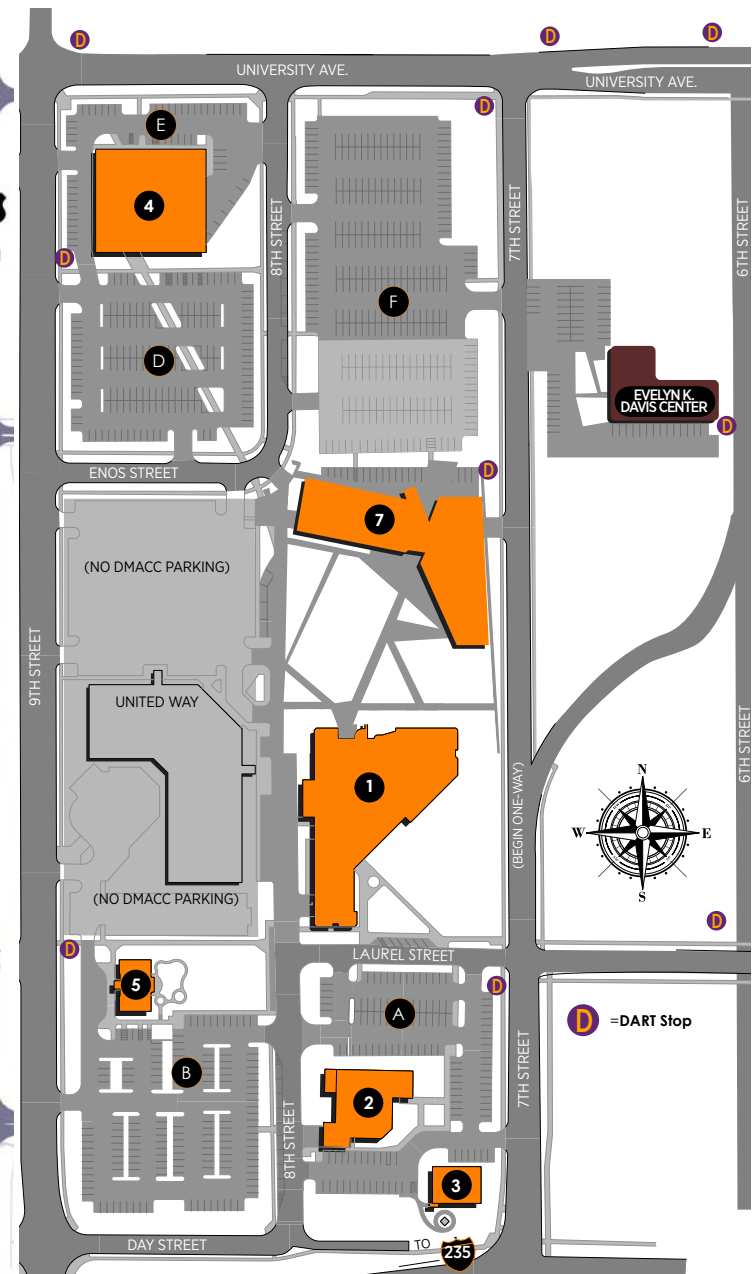 D
D
D
UNIVERSITY AVE.
UNIVERSITY AVE.
D
E
4
8TH STREET
7TH STREET
6TH STREET
D
F
D
EVELYN K.
DAVIS CENTER
D
ENOS STREET
D
7
(NO DMACC PARKING)
9TH STREET
UNITED WAY
6TH STREET
1
(BEGIN ONE-WAY)
N
W
E
S
(NO DMACC PARKING)
D
D
LAUREL STREET
5
D
A
D
=DART Stop
B
2
7TH STREET
8TH STREET
3
DAY STREET
TO
235